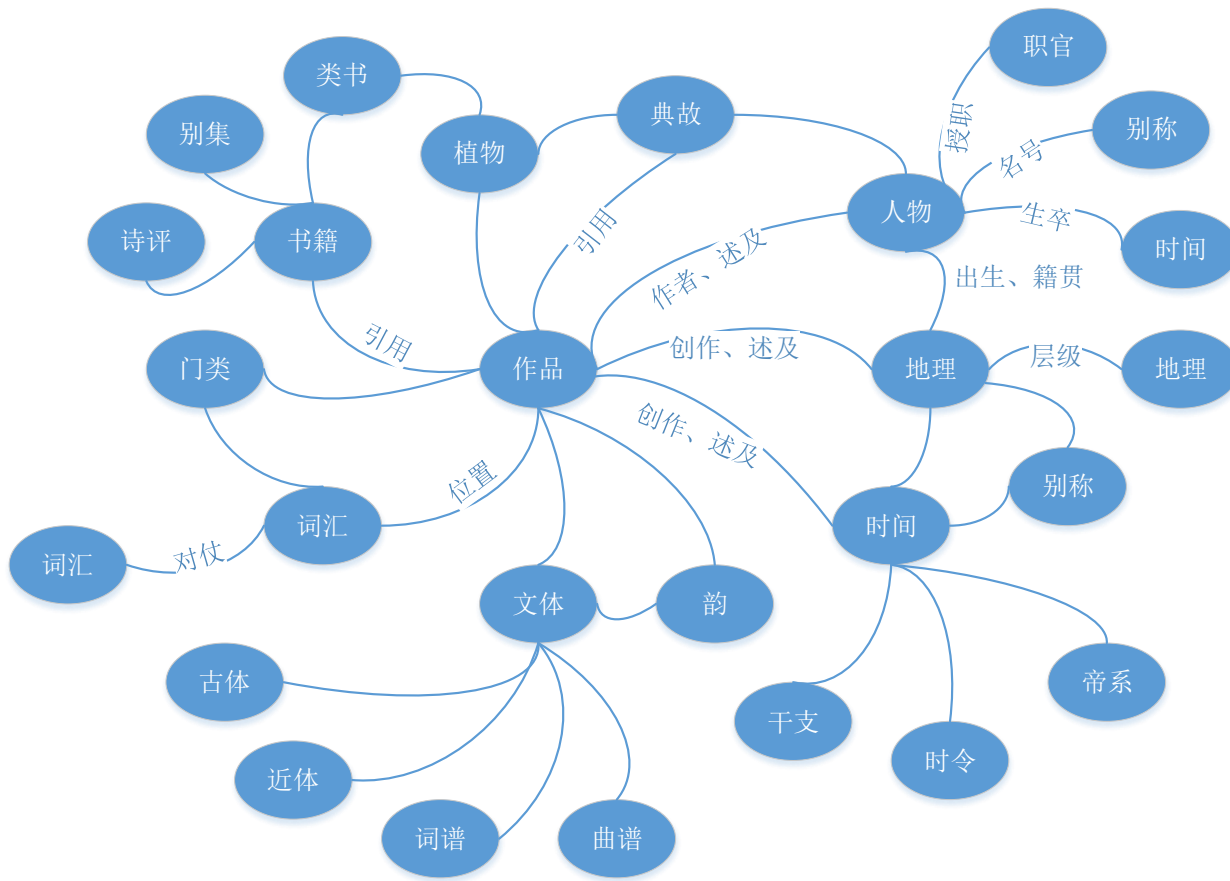 职官
类书
典故
别集
植物
授职
名号
别称
人物
诗评
书籍
引用
作者、述及
生卒
时间
出生、籍贯
引用
门类
作品
创作、述及
地理
层级
地理
创作、述及
位置
别称
词汇
时间
对仗
词汇
文体
韵
古体
帝系
干支
近体
时令
词谱
曲谱